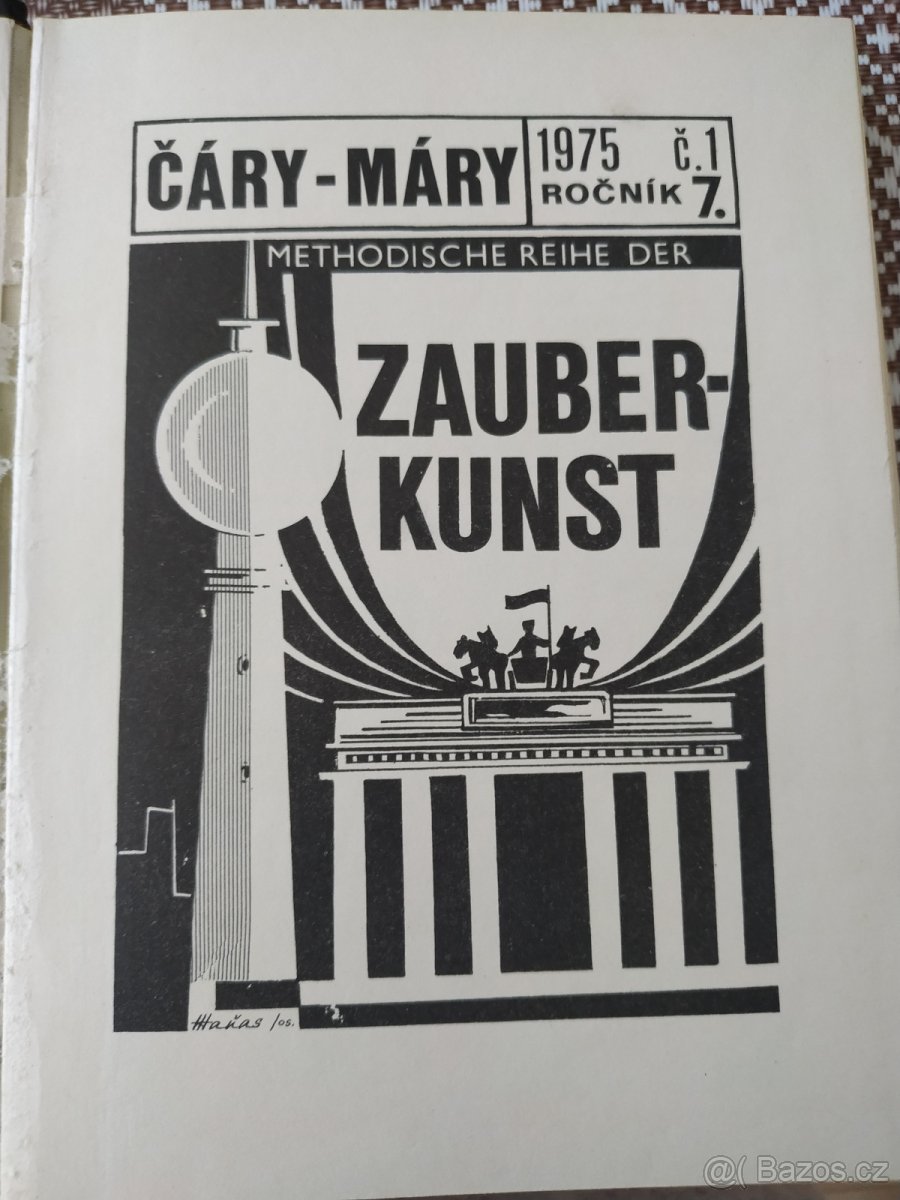 ČÁRY-MÁRY
1975 Č.1
ROČNÍK 7.
METHODISCHE REIHE DER
ZAUBER-
KUNST
@( Bazos.cz